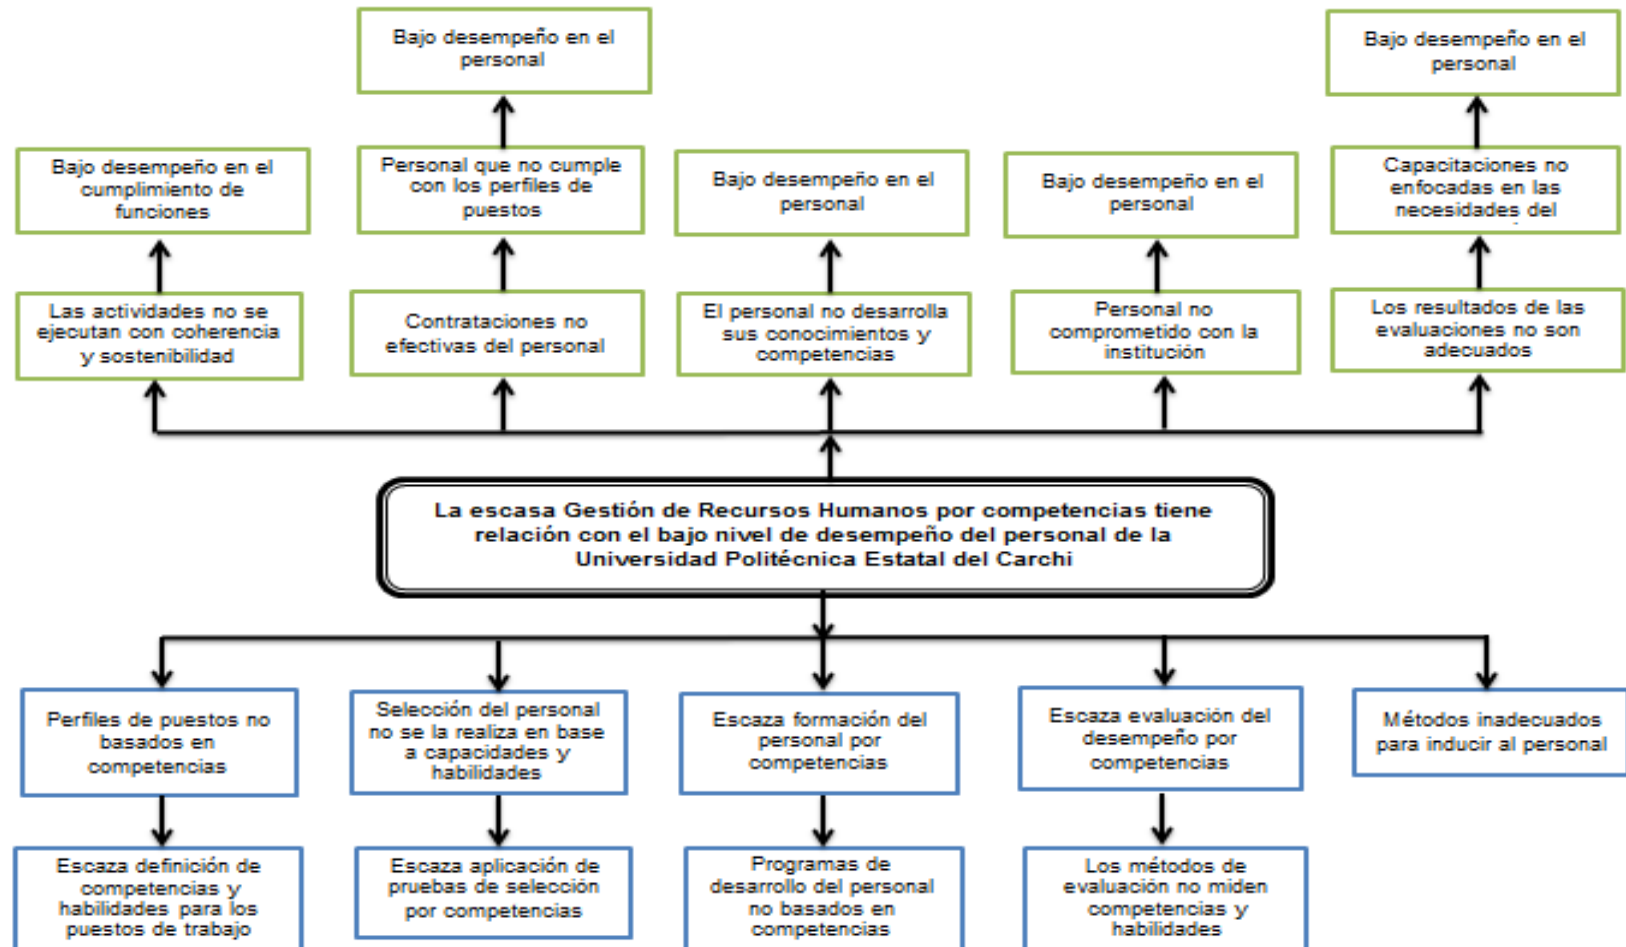 Bajo desempeño en el
personal
Bajo desempeño en el
personal
Bajo desempeño en el
cumplimiento de
funciones
Personal que no cumple
con los perfiles de
puestos
Bajo desempeño en el
personal
Bajo desempeño en el
personal
Capacitaciones no
enfocadas en las
necesidades del
Las actividades no se
ejecutan con coherencia
y sostenibilidad
Contrataciones no
efectivas del personal
El personal no desarrolla
sus conocimientos y
competencias
Personal no
comprometido con la
institución
Los resultados de las
evaluaciones no son
adecuados
La escasa Gestión de Recursos Humanos por competencias tiene
relación con el bajo nivel de desempeño del personal de la
Universidad Politécnica Estatal del Carchi
Perfiles de puestos no
basados en
competencias
Selección del personal
no se la realiza en base
a capacidades y
habilidades
Escaza formación del
personal por
competencias
Escaza evaluación del
desempeño por
competencias
Métodos inadecuados
para inducir al personal
Escaza definición de
competencias y
habilidades para los
puestos de trabajo
Escaza aplicación de
pruebas de selección
por competencias
Programas de
desarrollo del personal
no basados en
competencias
Los métodos de
evaluación no miden
competencias y
habilidades